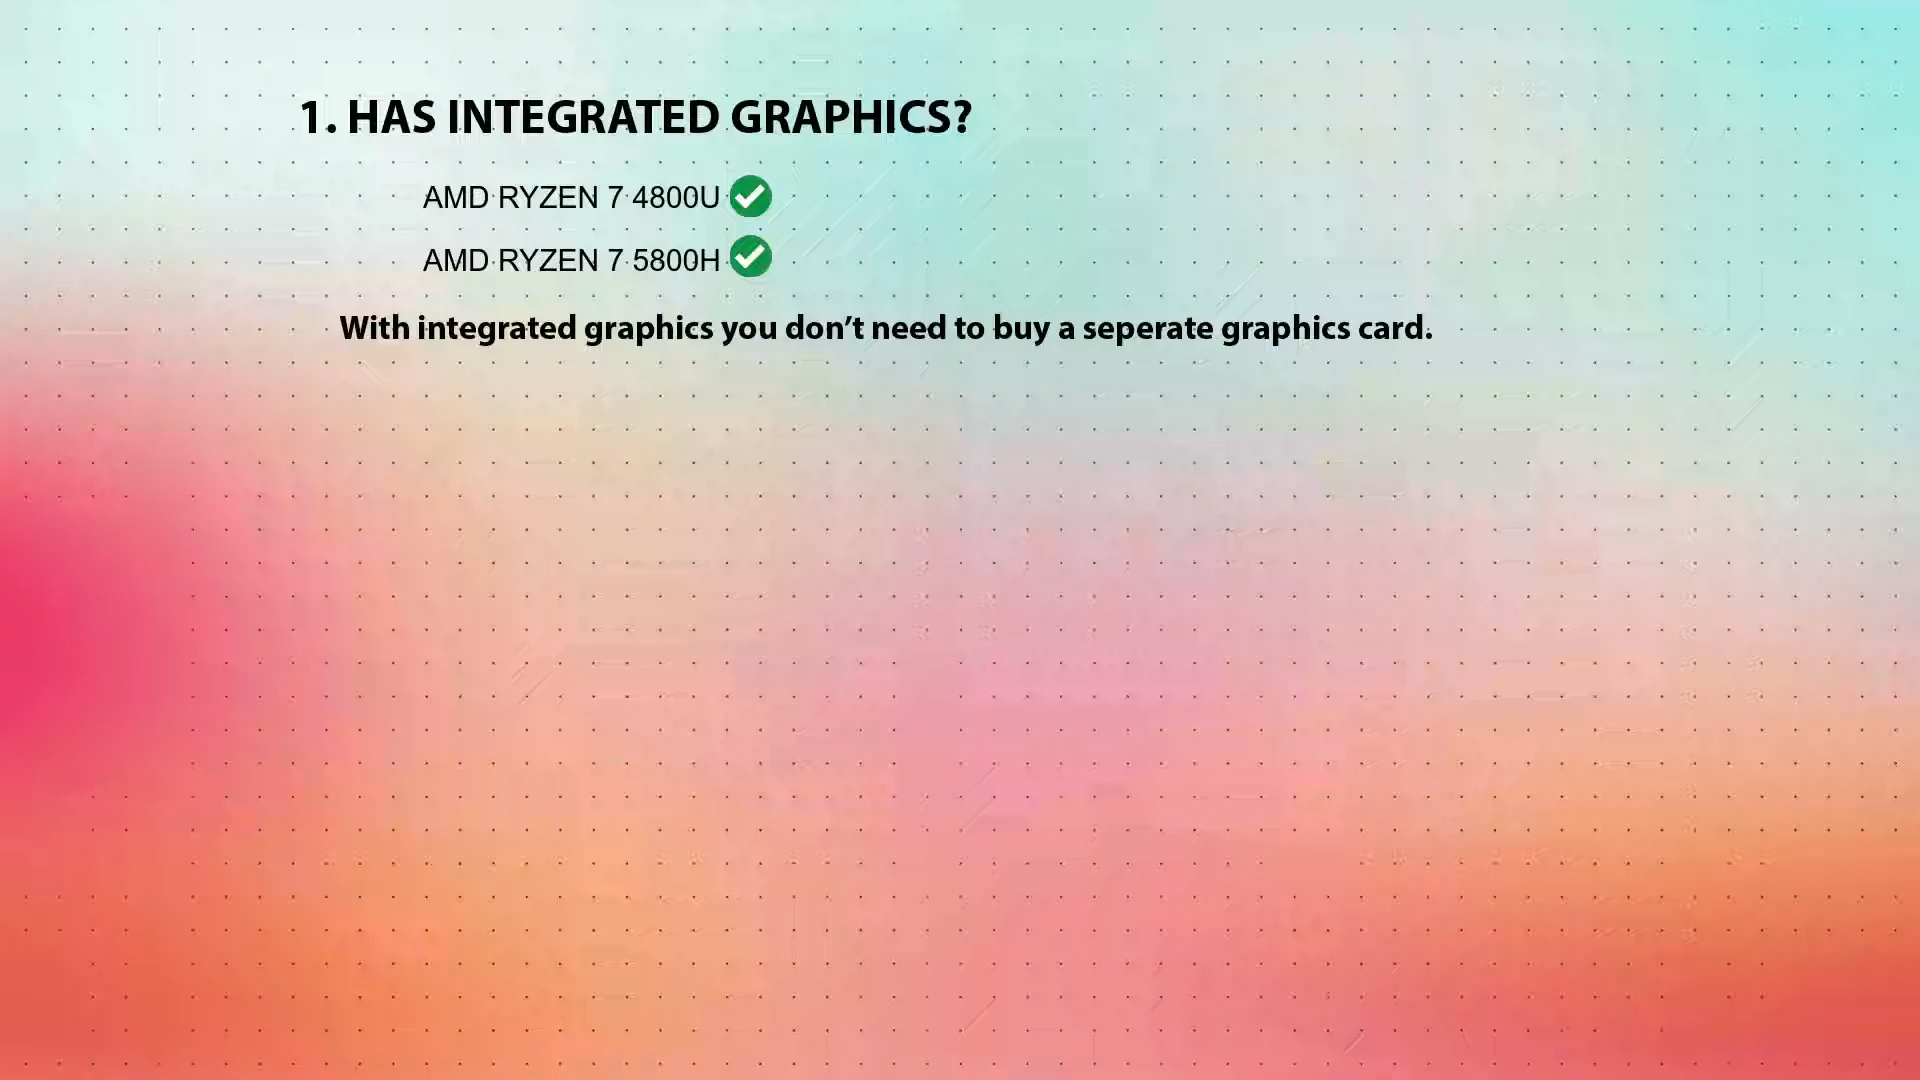 1. HAS INTEGRATED GRAPHICS?
AMD RYZEN 7 4800U
AMD RYZEN 7 5800H
With integrated graphics you don’t need to buy a seperate graphics card.